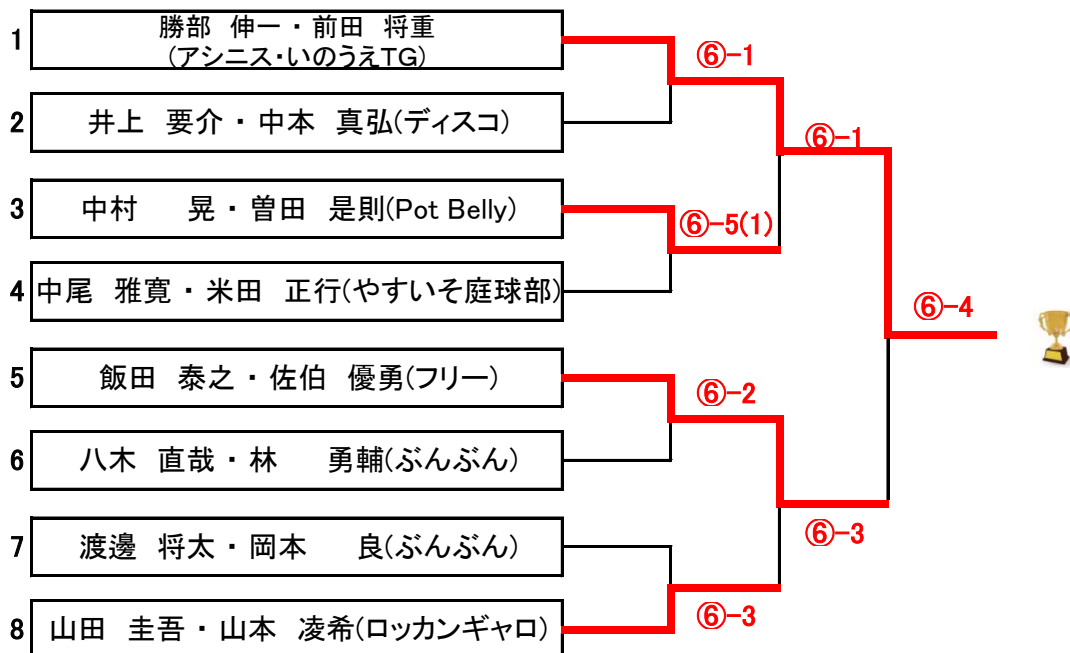 1
勝部 伸一・前田 将重
(アシニス・いのうえTG)
2
井上 要介・中本 真弘(ディスコ)
3
中村 晃・曽田 是則(Pot Belly)
4
中尾 雅寛・米田 正行(やすいそ庭球部)
5
飯田 泰之・佐伯 優勇(フリー)
6
八木 直哉・林 勇輔(ぶんぶん)
7
渡邊 将太・岡本 良(ぶんぶん)
8
山田 圭吾・山本 凌希(ロッカンギャロ)
⑥-1
⑥-5(1)
⑥-2
⑥-3
⑥-1
⑥-3
⑥-4